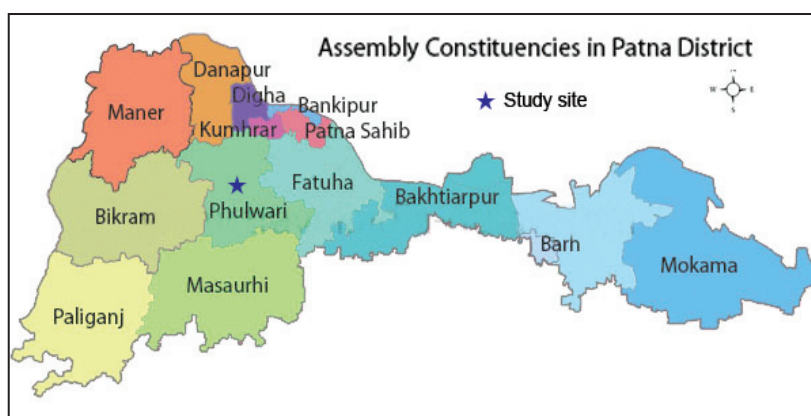 Assembly Constituencies in Patna District
Danapur
Digha
Bankipur
Study site
W
E
S
Maner
Kumhrar
Patna Sahib
Fatuha
Bakhtiarpur
Bikram
Phulwari
Barh
Mokama
Masaurhi
Paliganj